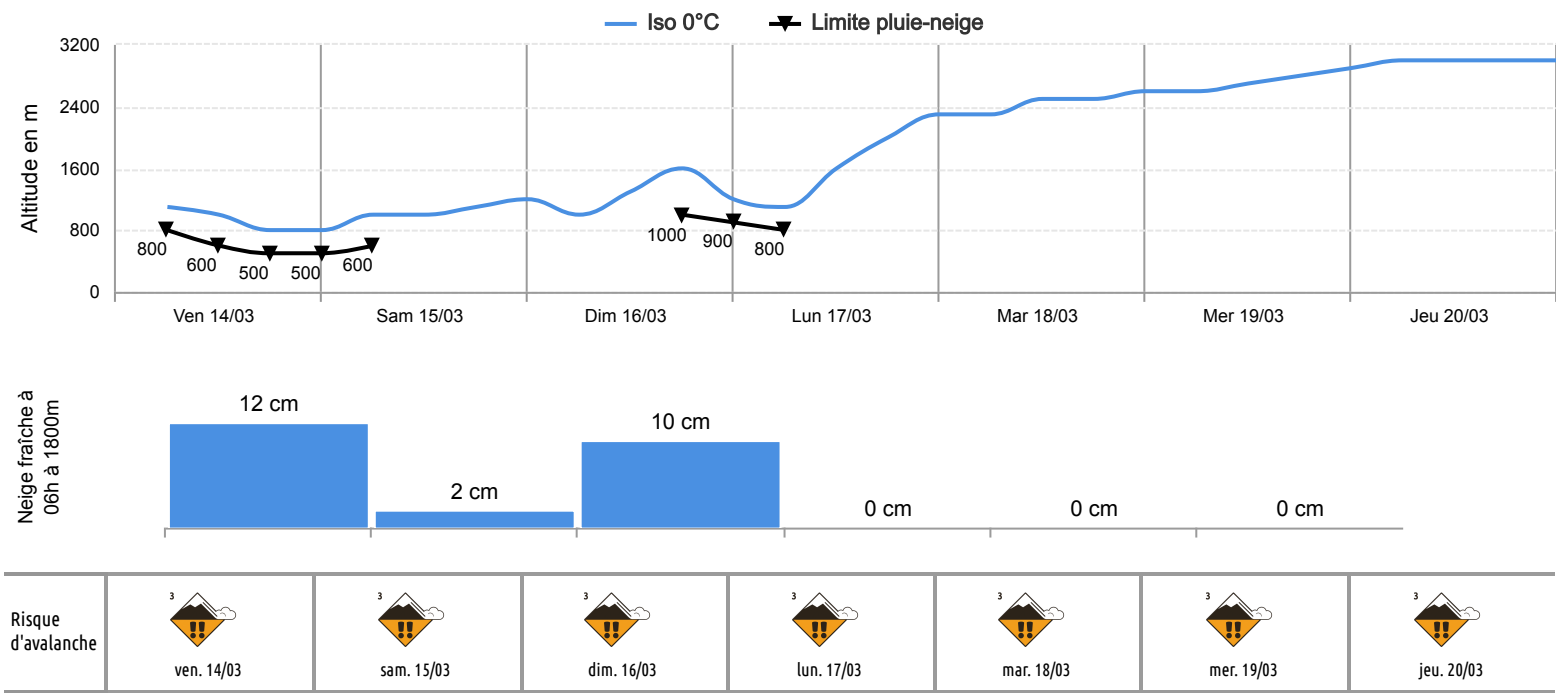 Iso 0°C Limite pluie-neige
Altitude en m
3200
2400
1600
800
0
800
600
500
500
600
1000
900
800
Ven 14/03 Sam 15/03 Dim 16/03 Lun 17/03 Mar 18/03 Mer 19/03 Jeu 20/03
Neige fraîche à
06h à 1800m
12 cm
2 cm
10 cm
0 cm
0 cm
0 cm
Risque
d'avalanche
3 3 3 3 3 3 3
!! !! !! !! !! !! !!
ven. 14/03 sam. 15/03 dim. 16/03 lun. 17/03 mar. 18/03 mer. 19/03 jeu. 20/03